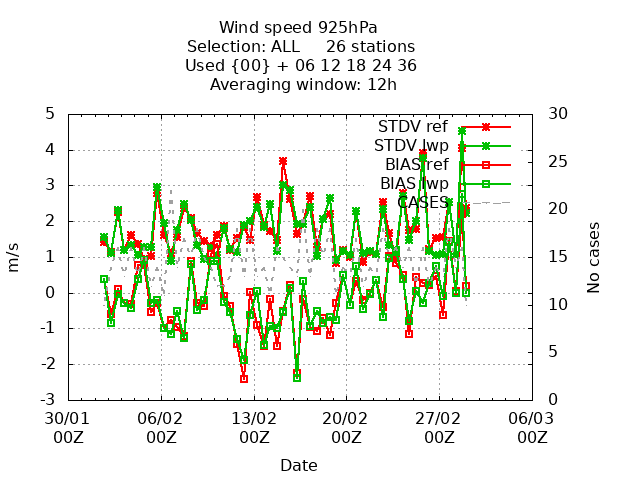 Wind speed 925hPa
Selection: ALL 26 stations
Used {00} + 06 12 18 24 36
Averaging window: 12h
5 30
STDV ref
4 25
STDV lwp
BIAS ref
3 20
BIAS lwp
CASES
2
m/s
1 15
No cases
0 10
-1
-2 5
-3 0
30/01 06/02 13/02 20/02 27/02 06/03
00Z 00Z 00Z 00Z 00Z 00Z
Date